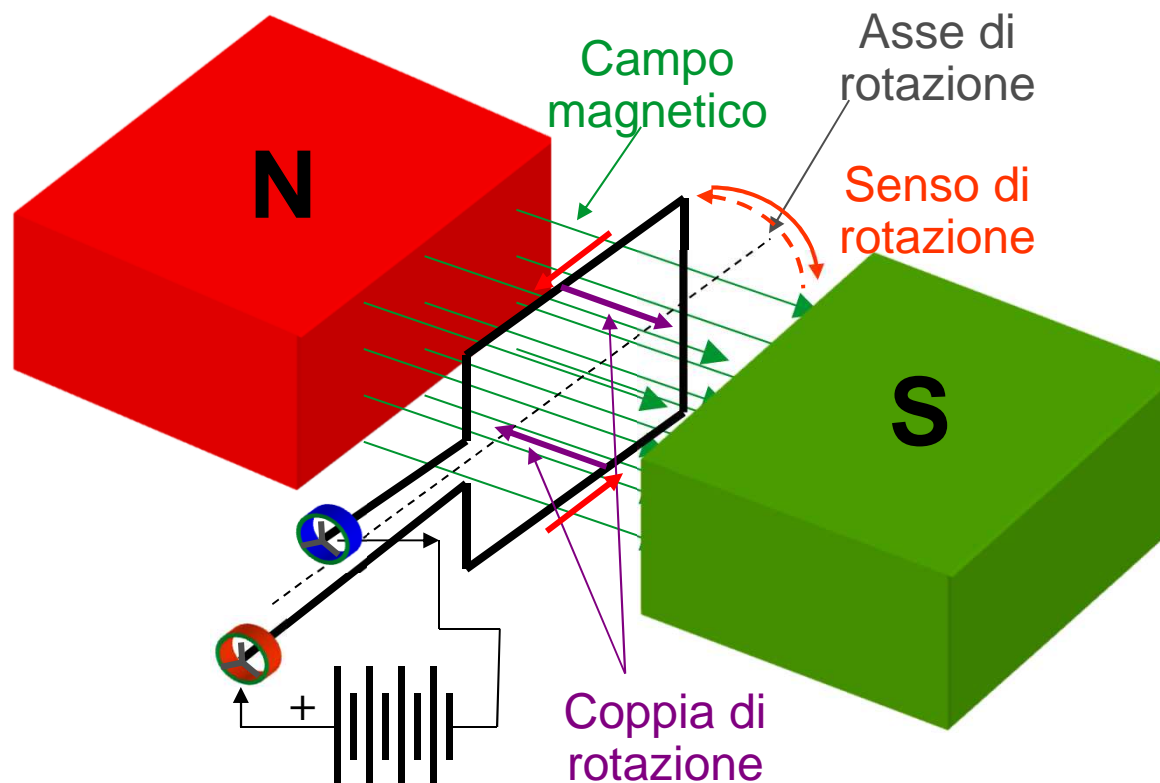 Campo
magnetico
Asse di
rotazione
Senso di
rotazione
N
S
+
Coppia di
rotazione